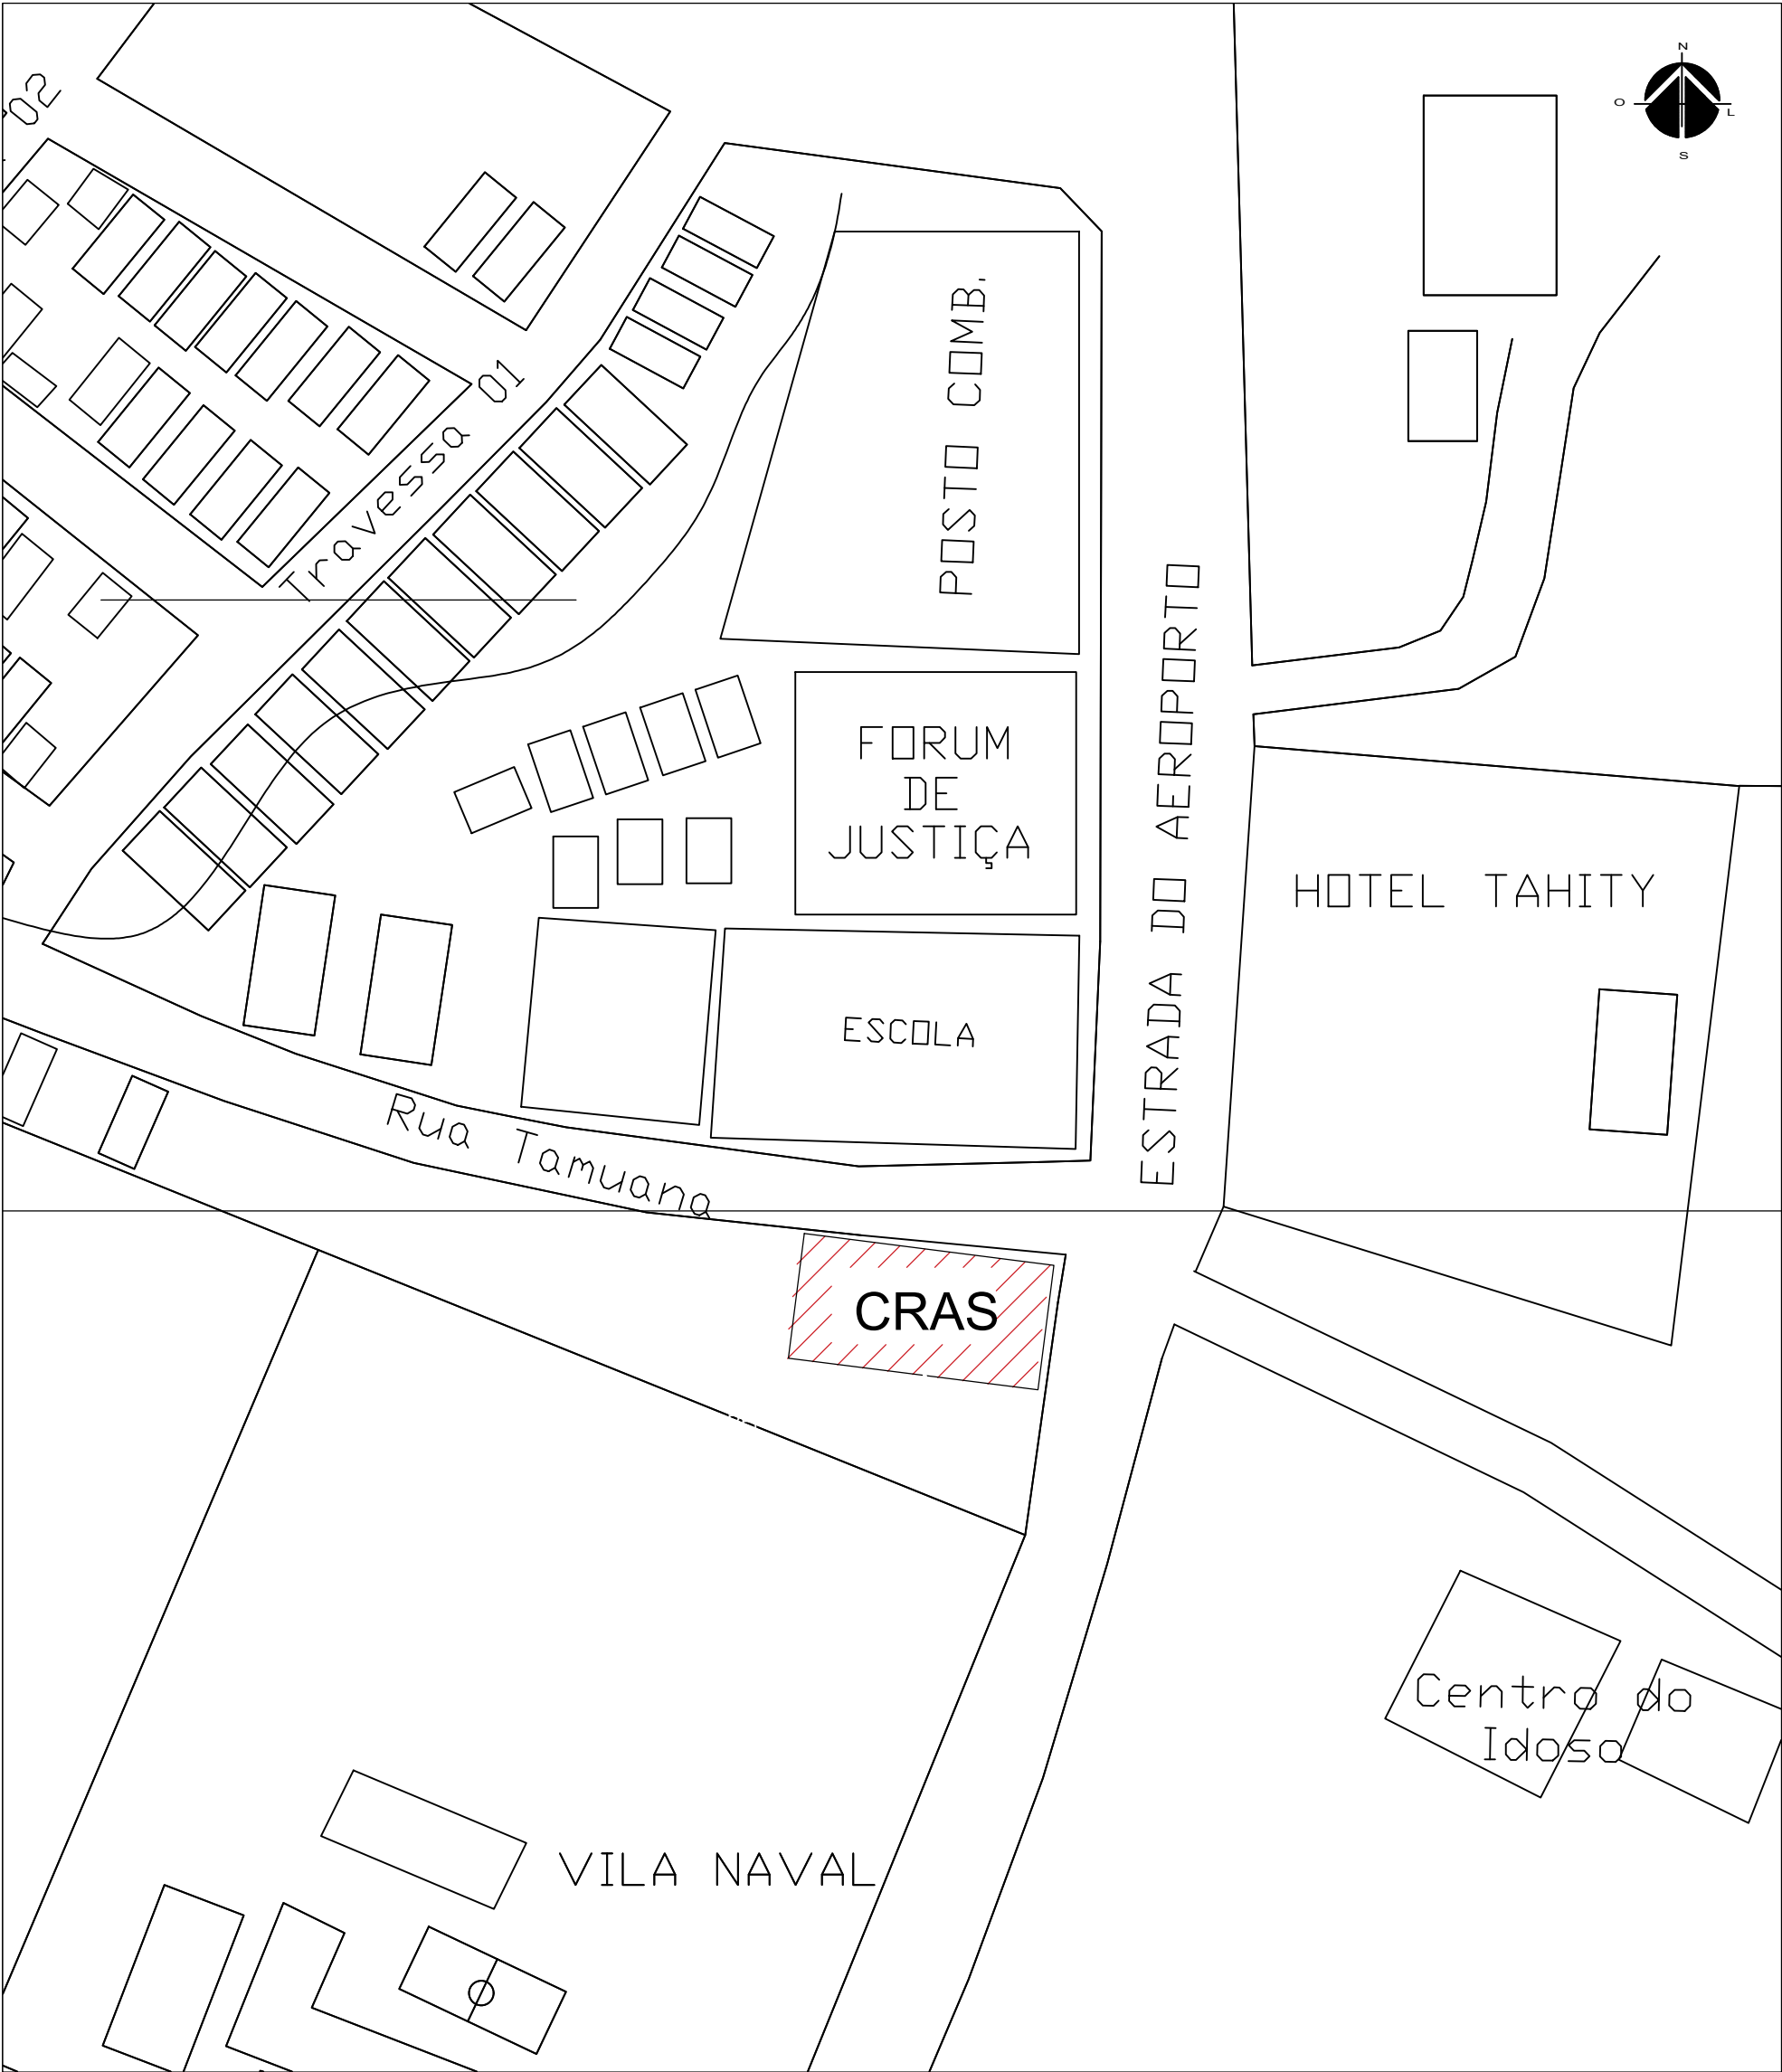 N
O
L
S
Travessa 01
POSTO COMB.
FORUM
DE
JUSTIÇA
ESTRADA DO AEROPORTO
HOTEL TAHITY
ESCOLA
Rua Tamuana
CRAS
Centro do
Idoso
VILA NAVAL